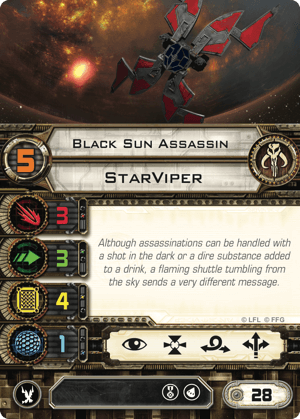 Black Sun Assassin
5
StarViper
3
3
4
1
Although assassinations can be handled with
a shot in the dark or a dire substance added
to a drink, a flaming shuttle tumbling from
the sky sends a very different message.
© LFL © FFG
28